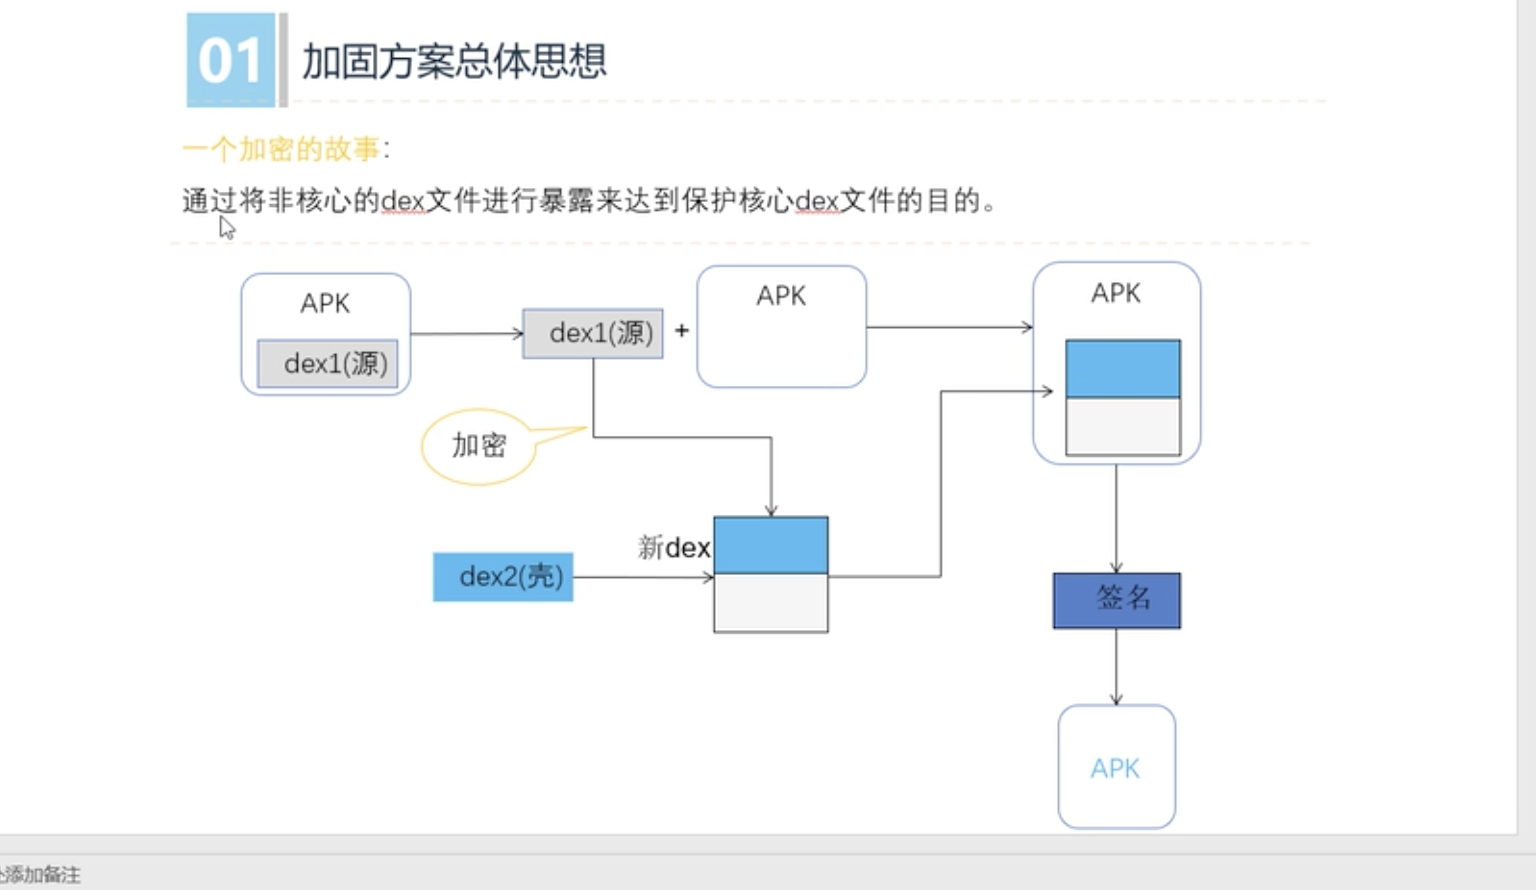 01 加固方案总体思想
一个加密的故事:
通过将非核心的dex文件进行暴露来达到保护核心dex文件的目的。
APK
dex1(源)
dex1(源)
+
APK
APK
加密
新dex
dex2(壳)
签名
APK
添加备注